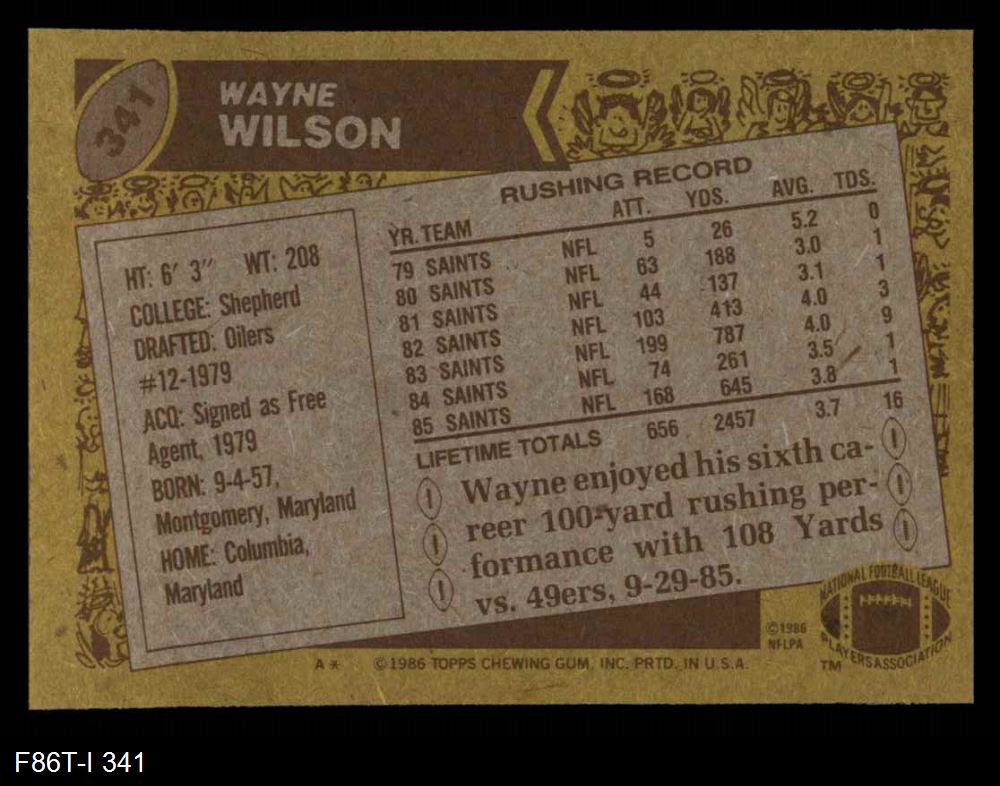 341
WAYNE
WILSON
HT: 6' 3" WT: 208
COLLEGE: Shepherd
DRAFTED: Oilers
#12-1979
ACQ: Signed as Free
Agent, 1979
BORN: 9-4-57,
Montgomery, Maryland
HOME: Columbia,
Maryland
RUSHING RECORD
YR. TEAM ATT. YDS. AVG. TDS.
79 SAINTS NFL 5 26 5.2 0
80 SAINTS NFL 63 188 3.0 1
81 SAINTS NFL 44 137 3.1 1
82 SAINTS NFL 103 413 4.0 3
83 SAINTS NFL 199 787 4.0 9
84 SAINTS NFL 74 261 3.5 1
85 SAINTS NFL 168 645 3.8 1
LIFETIME TOTALS 656 2457 3.7 16
Wayne enjoyed his sixth ca-
reer 100-yard rushing per-
formance with 108 Yards
vs. 49ers, 9-29-85.
©1986
NFLPA
NATIONAL FOOTBALL LEAGUE
PLAYERS ASSOCIATION
TM
A* ©1986 TOPPS CHEWING GUM, INC. PRTD. IN U.S.A.
F86T-I 341